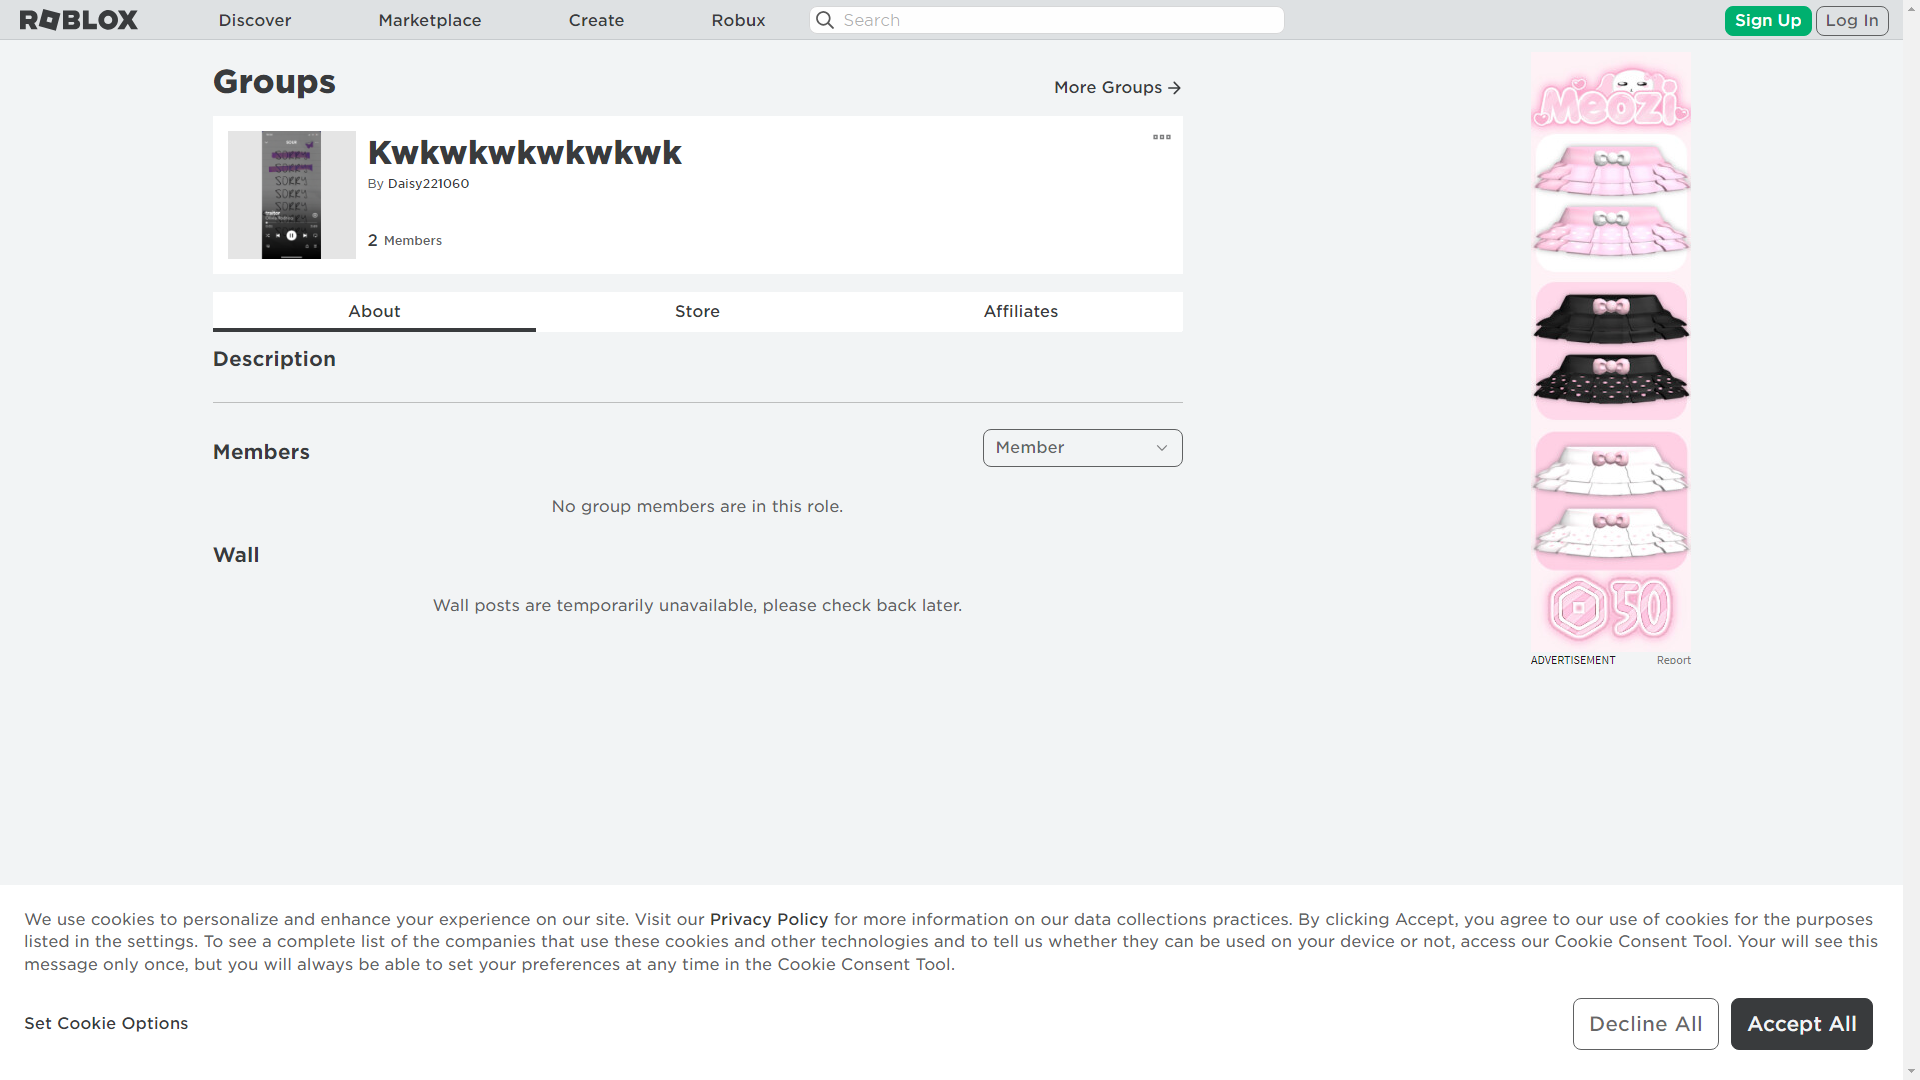 ROBLOX
Discover
Marketplace
Create
Robux
Search
Sign Up
Log In
Groups
More Groups
Kwkwkwkwkwkwk
By Daisy221060
2 Members
SORRY
SORRY
SORRY
SORRY
SORRY
traitor
About
Store
Affiliates
Description
Members
Member
No group members are in this role.
Wall
Wall posts are temporarily unavailable, please check back later.
Meozi
50
ADVERTISEMENT
Report
We use cookies to personalize and enhance your experience on our site. Visit our Privacy Policy for more information on our data collections practices. By clicking Accept, you agree to our use of cookies for the purposes
listed in the settings. To see a complete list of the companies that use these cookies and other technologies and to tell us whether they can be used on your device or not, access our Cookie Consent Tool. Your will see this
message only once, but you will always be able to set your preferences at any time in the Cookie Consent Tool.
Set Cookie Options
Decline All
Accept All